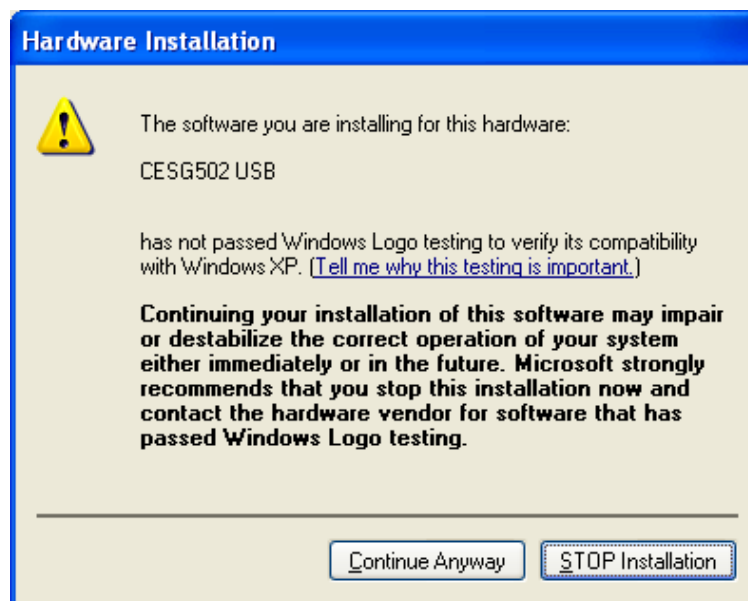 Hardware Installation
The software you are installing for this hardware:
CESG502 USB
has not passed Windows Logo testing to verify its compatibility
with Windows XP. (Tell me why this testing is important.)
Continuing your installation of this software may impair
or destabilize the correct operation of your system
either immediately or in the future. Microsoft strongly
recommends that you stop this installation now and
contact the hardware vendor for software that has
passed Windows Logo testing.
Continue Anyway
STOP Installation